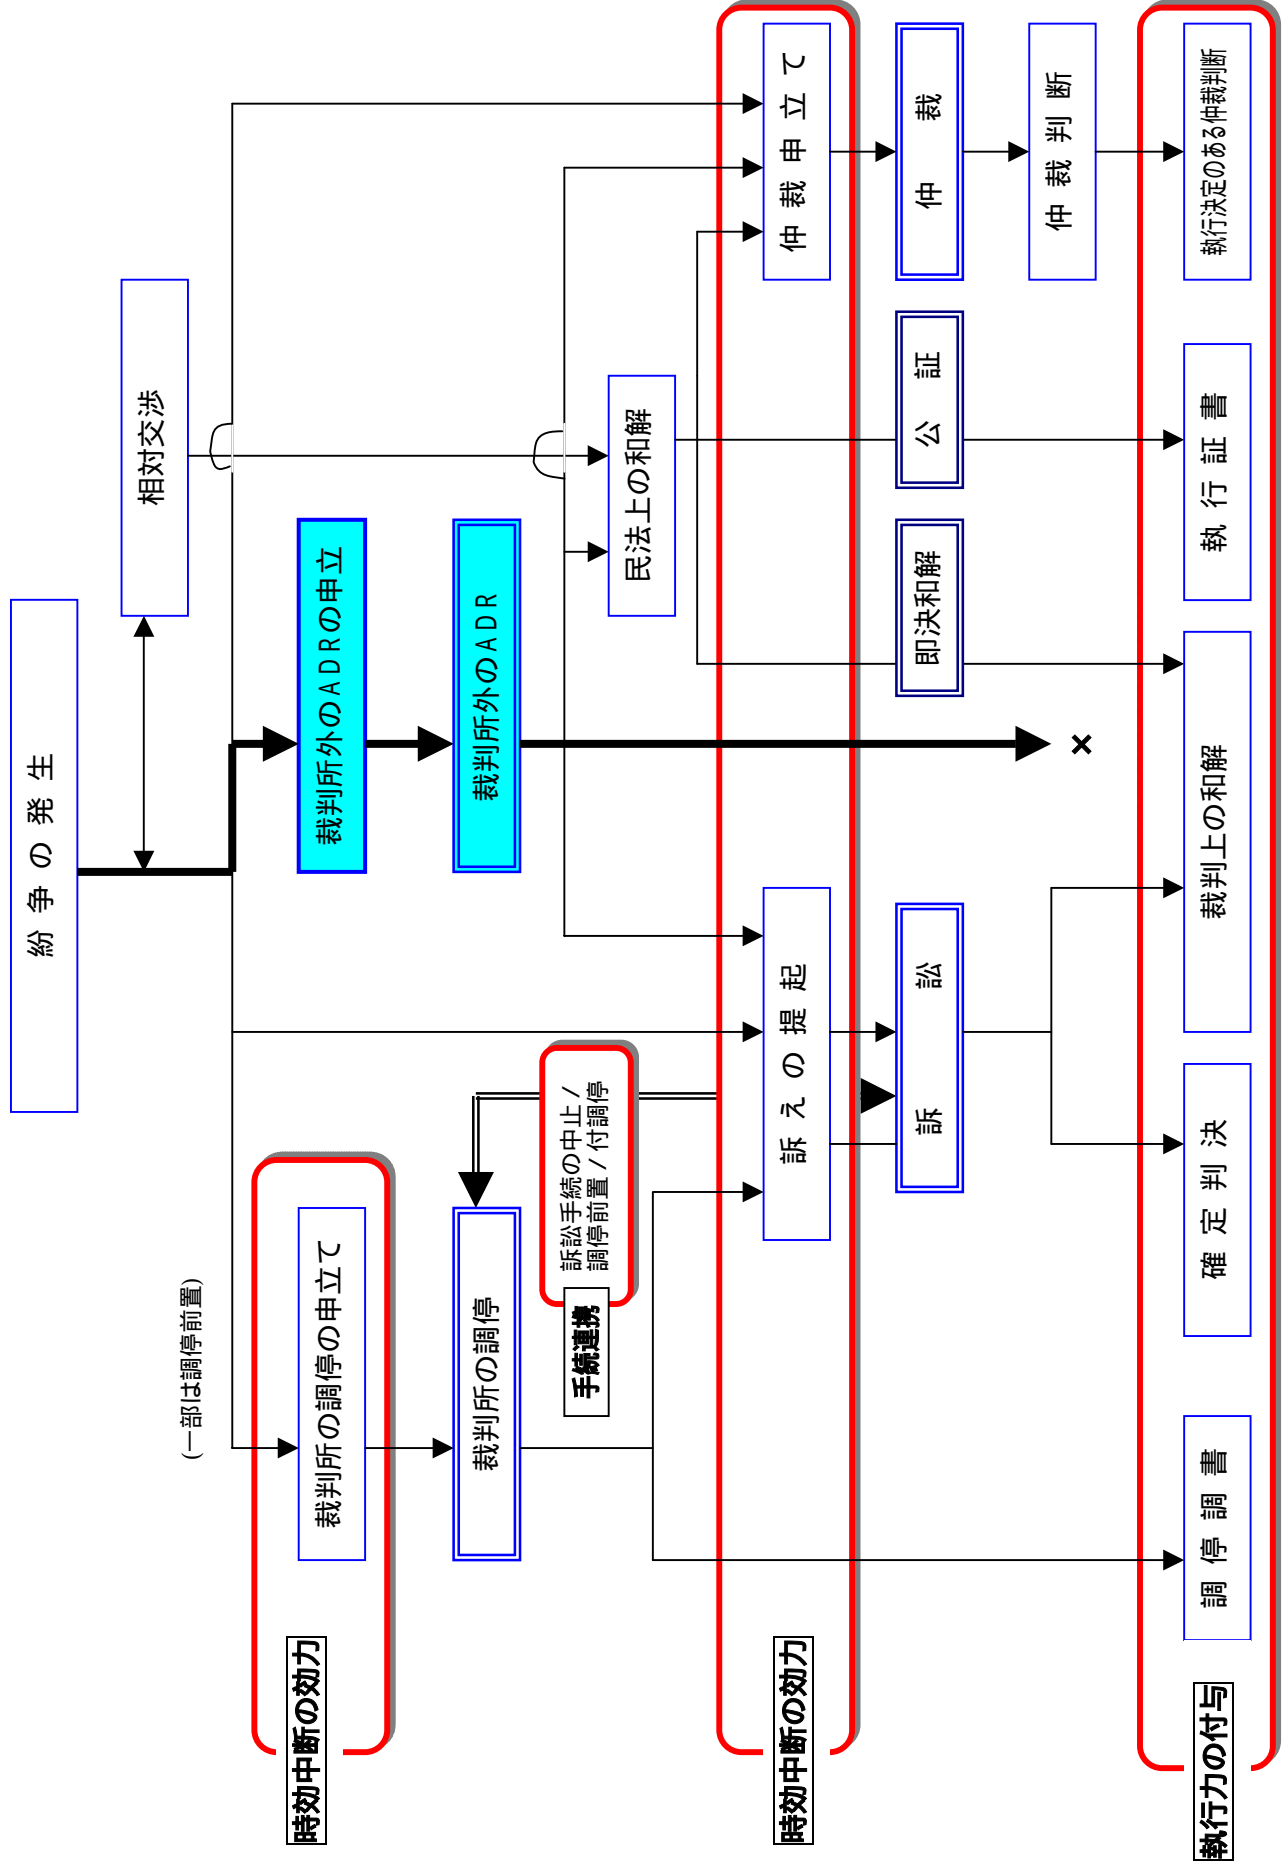 紛争の発生
相対交渉
(一部は調停前置)
時効中断の効力
裁判所の調停の申立て
裁判所外のADRの申立
裁判所の調停
裁判所外のADR
手続連携
訴訟手続の中止/
調停前置/付調停
民法上の和解
時効中断の効力
訴えの提起
仲裁申立て
訴訟
即決和解
公証
仲裁
仲裁判断
×
執行力の付与
調停調書
確定判決
裁判上の和解
執行証書
執行決定のある仲裁判断